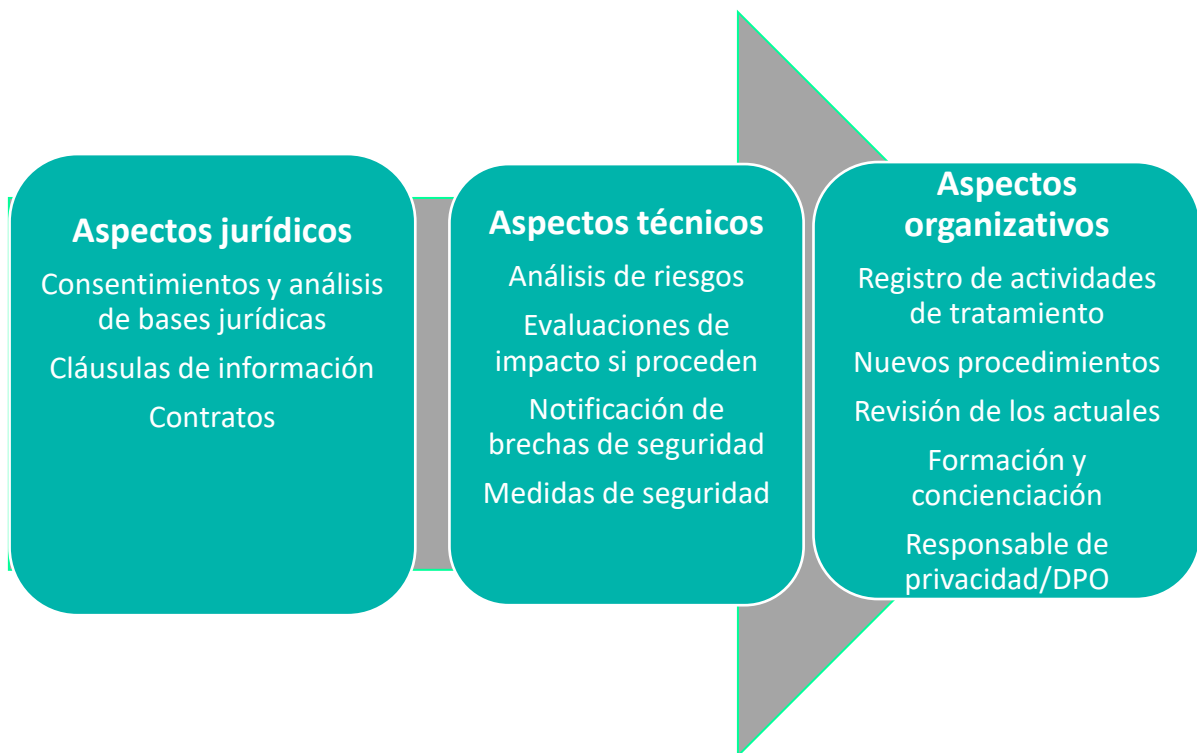 Aspectos jurídicos
Consentimientos y análisis
de bases jurídicas
Cláusulas de información
Contratos
Aspectos técnicos
Análisis de riesgos
Evaluaciones de
impacto si proceden
Notificación de
brechas de seguridad
Medidas de seguridad
Aspectos
organizativos
Registro de actividades
de tratamiento
Nuevos procedimientos
Revisión de los actuales
Formación y
concienciación
Responsable de
privacidad/DPO